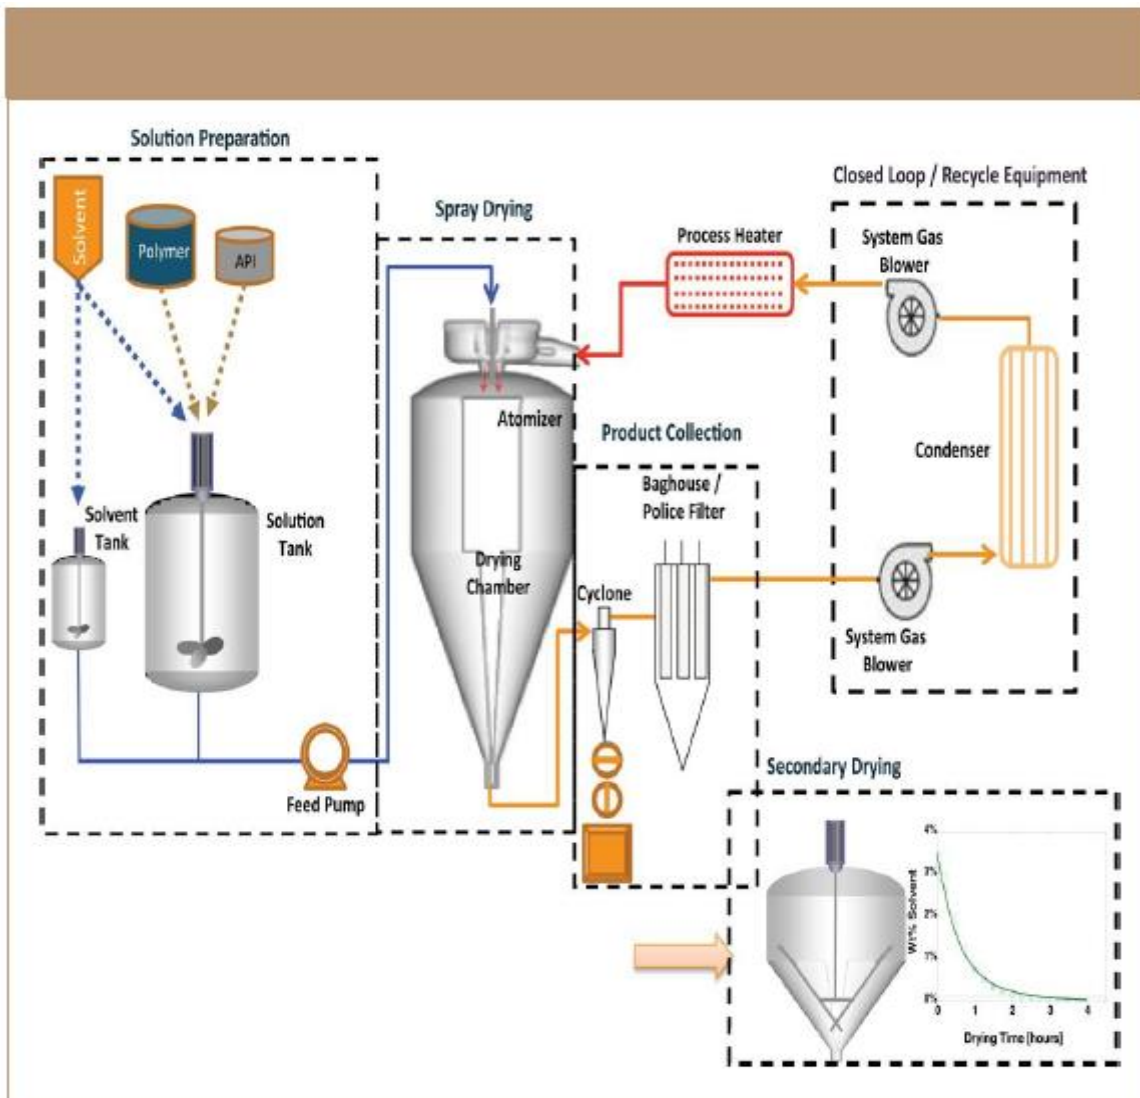 Solution Preparation
Solvent
Polymer
API
Solvent
Tank
Solution
Tank
Feed Pump
Spray Drying
Atomizer
Drying
Chamber
Process Heater
Product Collection
Baghouse /
Police Filter
Cyclone
Closed Loop / Recycle Equipment
System Gas
Blower
Condenser
System Gas
Blower
Secondary Drying
Wt% Solvent
4%
3%
2%
1%
0%
0 1 2 3 4
Drying Time [hours]